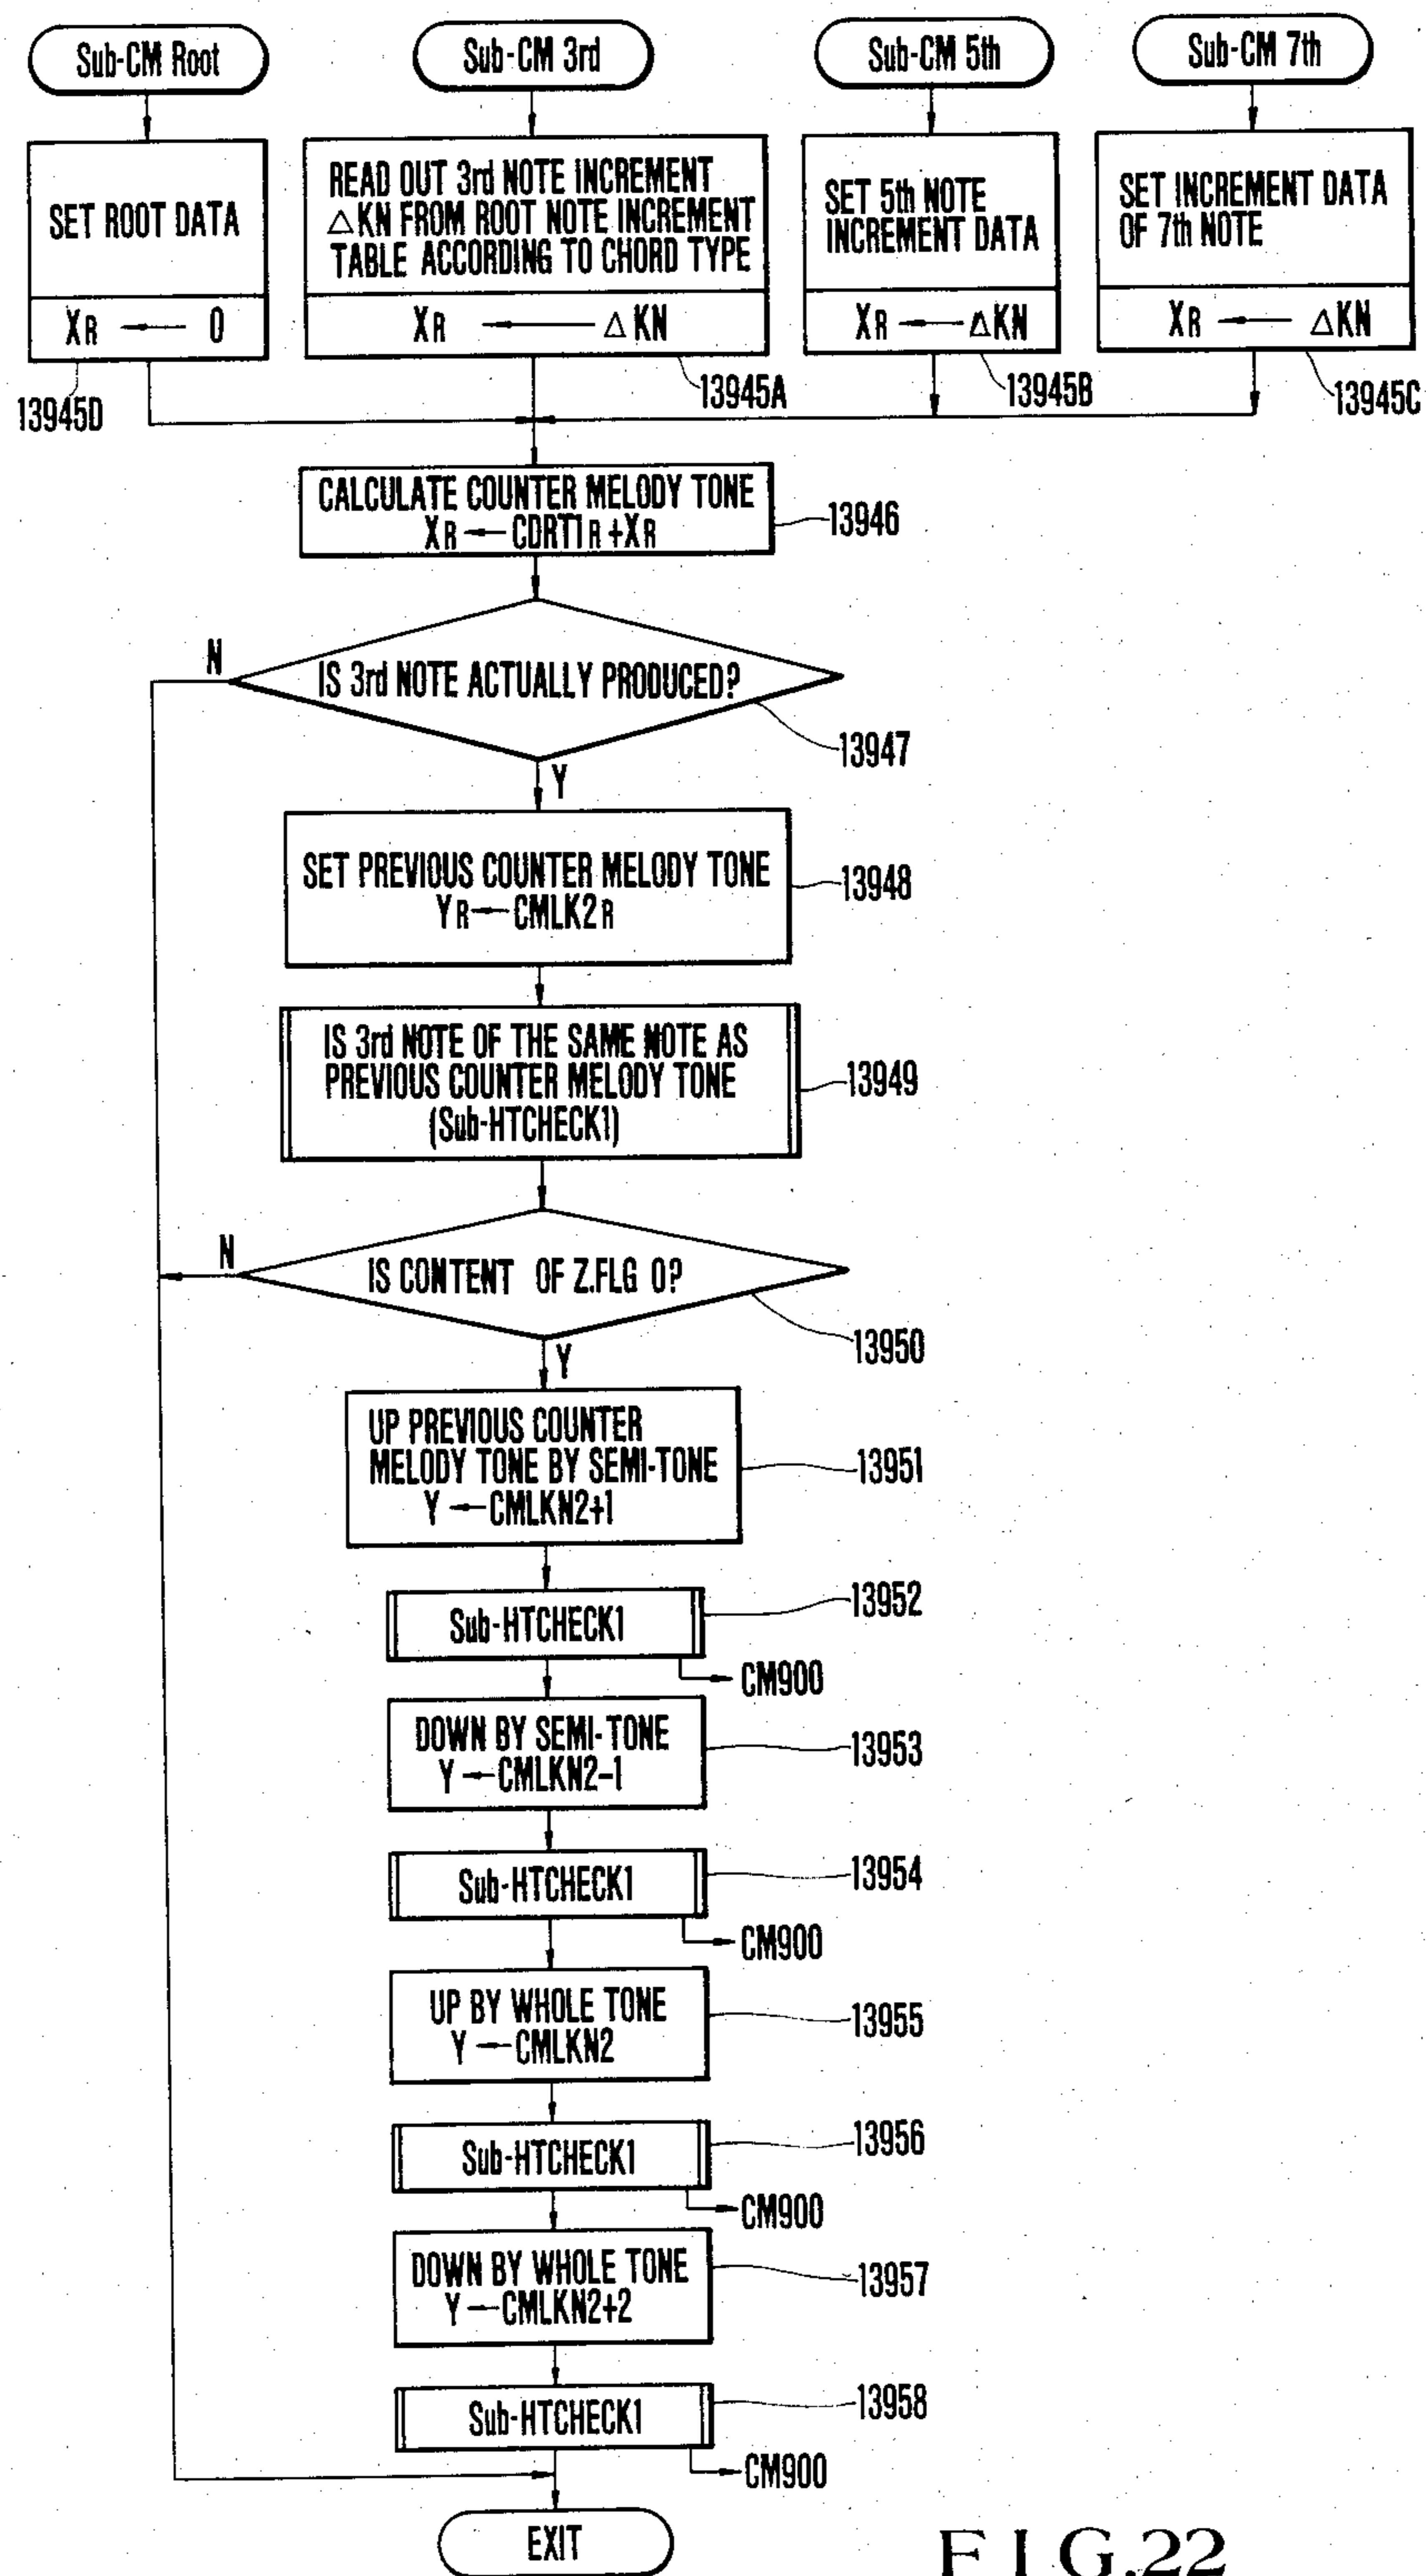 Sub-CM Root
Sub-CM 3rd
Sub-CM 5th
Sub-CM 7th
SET ROOT DATA
XR ← 0
13945D
READ OUT 3rd NOTE INCREMENT
△KN FROM ROOT NOTE INCREMENT
TABLE ACCORDING TO CHORD TYPE
XR ← △KN
13945A
SET 5th NOTE
INCREMENT DATA
XR ← △KN
13945B
SET INCREMENT DATA
OF 7th NOTE
XR ← △KN
13945C
CALCULATE COUNTER MELODY TONE
XR ← CDRT1R+XR
13946
N
IS 3rd NOTE ACTUALLY PRODUCED?
13947
Y
SET PREVIOUS COUNTER MELODY TONE
YR ← CMLK2R
13948
IS 3rd NOTE OF THE SAME NOTE AS
PREVIOUS COUNTER MELODY TONE
(Sub-HTCHECK1)
13949
N
IS CONTENT OF Z.FLG 0?
13950
Y
UP PREVIOUS COUNTER
MELODY TONE BY SEMI-TONE
Y ← CMLKN2+1
13951
Sub-HTCHECK1
13952
CM900
DOWN BY SEMI-TONE
Y ← CMLKN2-1
13953
Sub-HTCHECK1
13954
CM900
UP BY WHOLE TONE
Y ← CMLKN2
13955
Sub-HTCHECK1
13956
CM900
DOWN BY WHOLE TONE
Y ← CMLKN2+2
13957
Sub-HTCHECK1
13958
CM900
EXIT
FIG.22